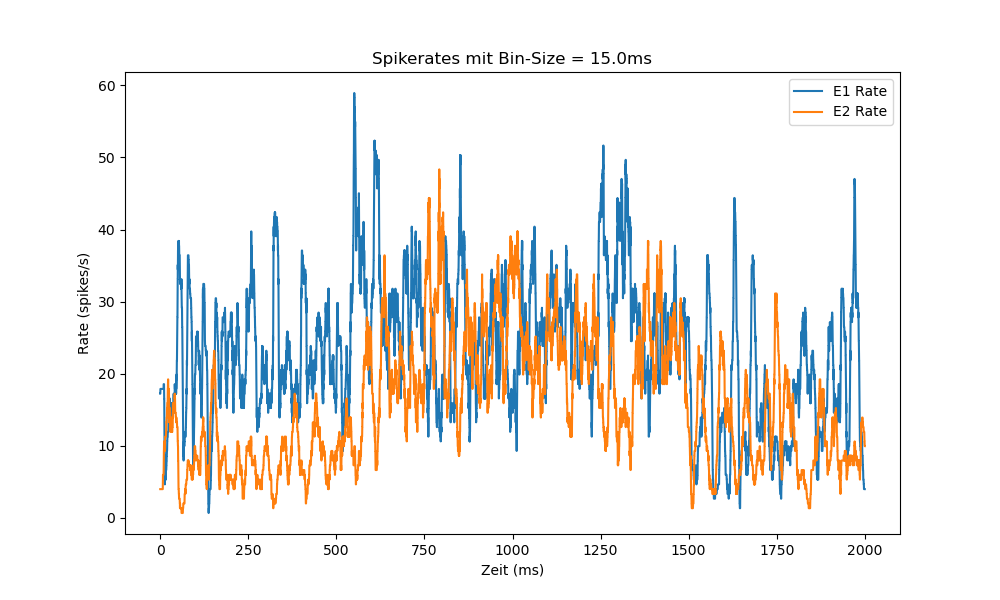 Spikerates mit Bin-Size = 15.0ms
E1 Rate
E2 Rate
60
50
40
30
20
10
0
Rate (spikes/s)
0 250 500 750 1000 1250 1500 1750 2000
Zeit (ms)